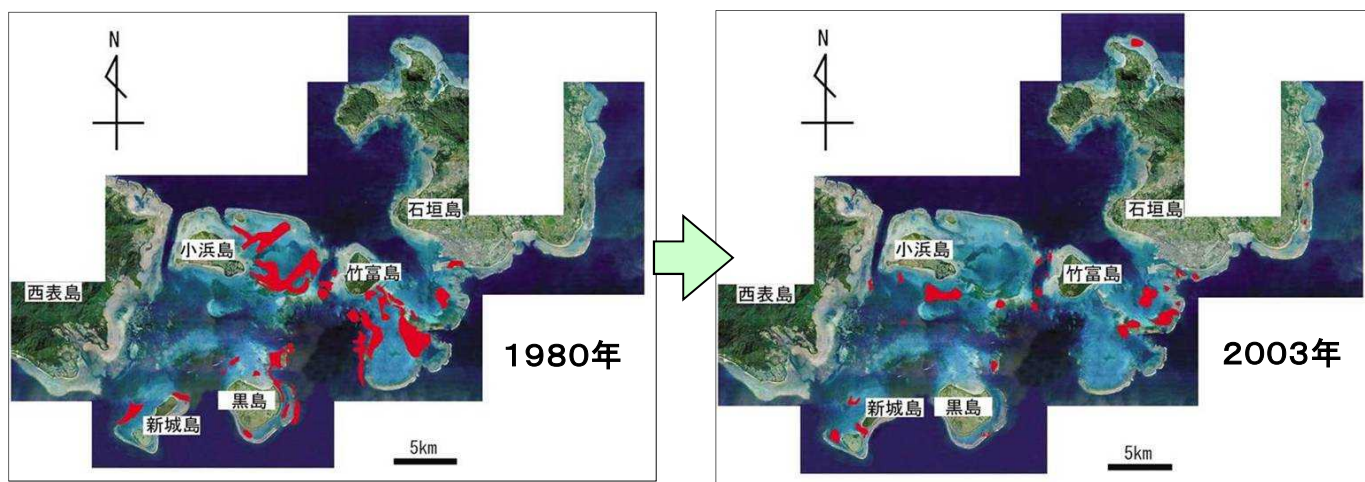 N
石垣島
小浜島
竹富島
西表島
1980年
黒島
新城島
5km
N
石垣島
小浜島
竹富島
西表島
2003年
新城島
黒島
5km